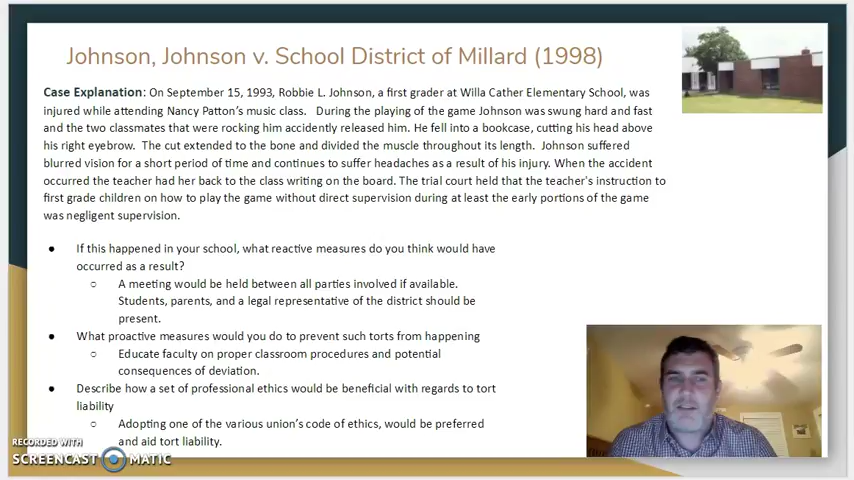 Johnson, Johnson v. School District of Millard (1998)
Case Explanation: On September 15, 1993, Robbie L. Johnson, a first grader at Willa Cather Elementary School, was
injured while attending Nancy Patton's music class. During the playing of the game Johnson was swung hard and fast
and the two classmates that were rocking him accidently released him. He fell into a bookcase, cutting his head above
his right eyebrow. The cut extended to the bone and divided the muscle throughout its length. Johnson suffered
blurred vision for a short period of time and continues to suffer headaches as a result of his injury. When the accident
occurred the teacher had her back to the class writing on the board. The trial court held that the teacher's instruction to
first grade children on how to play the game without direct supervision during at least the early portions of the game
was negligent supervision.
● If this happened in your school, what reactive measures do you think would have
occurred as a result?
○ A meeting would be held between all parties involved if available.
Students, parents, and a legal representative of the district should be
present.
● What proactive measures would you do to prevent such torts from happening
○ Educate faculty on proper classroom procedures and potential
consequences of deviation.
● Describe how a set of professional ethics would be beneficial with regards to tort
liability
○ Adopting one of the various union's code of ethics, would be preferred
and aid tort liability.
RECORDED WITH
SCREENCAST MATIC